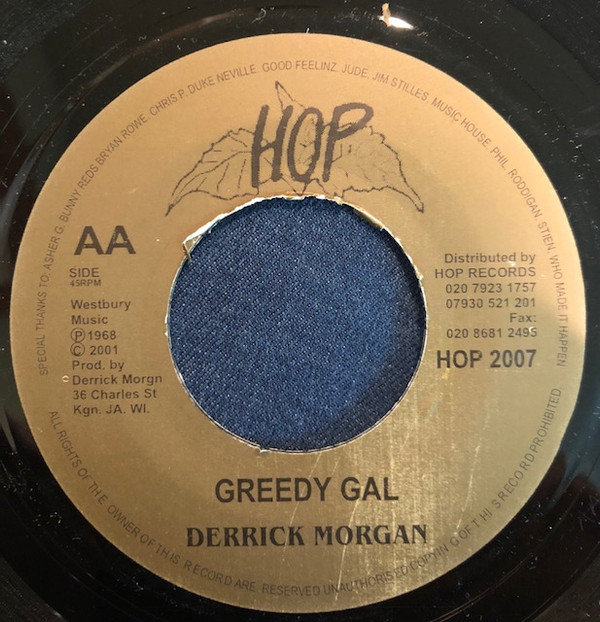 SPECIAL THANKS TO: ASHER G. BUNNY REDS BRYAN ROWE. CHRIS P. DUKE NEVILLE. GOOD FEELINZ. JUDE. JIM STILLES. MUSIC HOUSE. PHIL. RODDIGAN. STIEN. WHO MADE IT HAPPEN
HOP
AA
SIDE
45RPM
Westbury
Music
Ⓟ 1968
© 2001
Prod. by
Derrick Morgn
36 Charles St
Kgn. JA. WI.
Distributed by
HOP RECORDS
020 7923 1757
07930 521 201
Fax:
020 8681 2495
HOP 2007
GREEDY GAL
DERRICK MORGAN
ALL RIGHTS OF THE OWNER OF THIS RECORD ARE RESERVED UNAUTHORISED COPYING OF THIS RECORD PROHIBITED